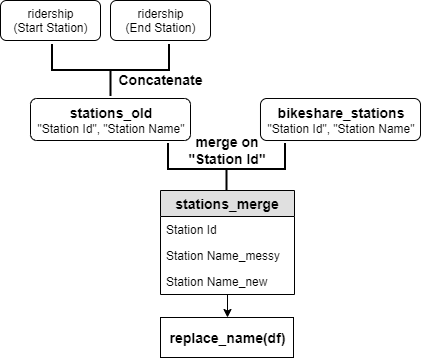 ridership
(Start Station)
ridership
(End Station)
Concatenate
stations_old
"Station Id", "Station Name"
bikeshare_stations
"Station Id", "Station Name"
merge on
"Station Id"
stations_merge
Station Id
Station Name_messy
Station Name_new
replace_name(df)